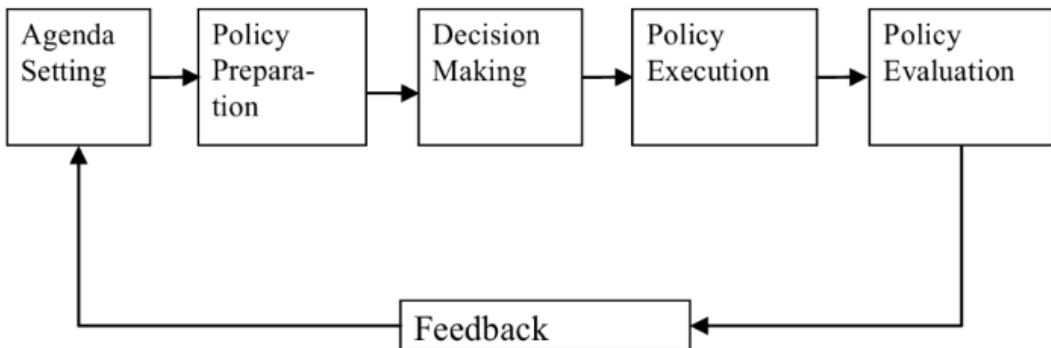 Agenda
Setting
Policy
Prepara-
tion
Decision
Making
Policy
Execution
Policy
Evaluation
Feedback